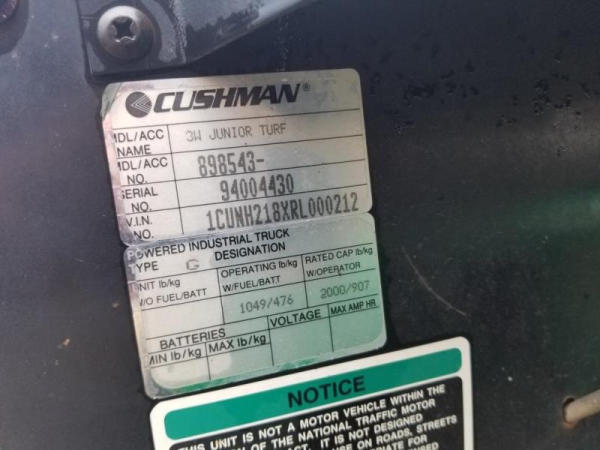 CUSHMAN®
MDL/ACC NAME 3W JUNIOR TURF
MDL/ACC NO. 898543-
SERIAL NO. 94004430
V.I.N. NO. 1CUNH218XRL000212
POWERED INDUSTRIAL TRUCK
TYPE G DESIGNATION
UNIT lb/kg OPERATING lb/kg RATED CAP lb/kg
W/O FUEL/BATT W/FUEL/BATT W/OPERATOR
1049/476 2000/907
BATTERIES VOLTAGE MAX AMP HR.
MIN lb/kg MAX lb/kg
NOTICE
THIS UNIT IS NOT A MOTOR VEHICLE WITHIN THE
OF THE NATIONAL TRAFFIC MOTOR
ACT. IT IS NOT DESIGNED
USE ON ROADS, STREETS
FOR